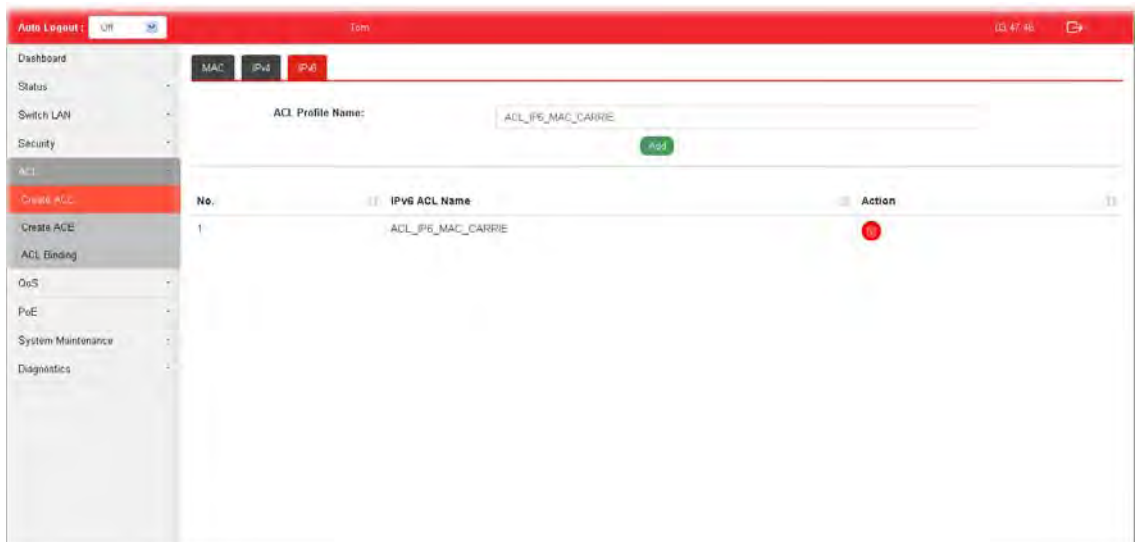 Auto Logout : Off Tom 03:47:46
Dashboard
MAC IPv4 IPv6
Status
Switch LAN
ACL Profile Name: ACL_IP6_MAC_CARRIE
Security
Add
ACL
Create ACL
No. IPv6 ACL Name Action
Create ACE
1 ACL_IP6_MAC_CARRIE
ACL Binding
QoS
PoE
System Maintenance
Diagnostics